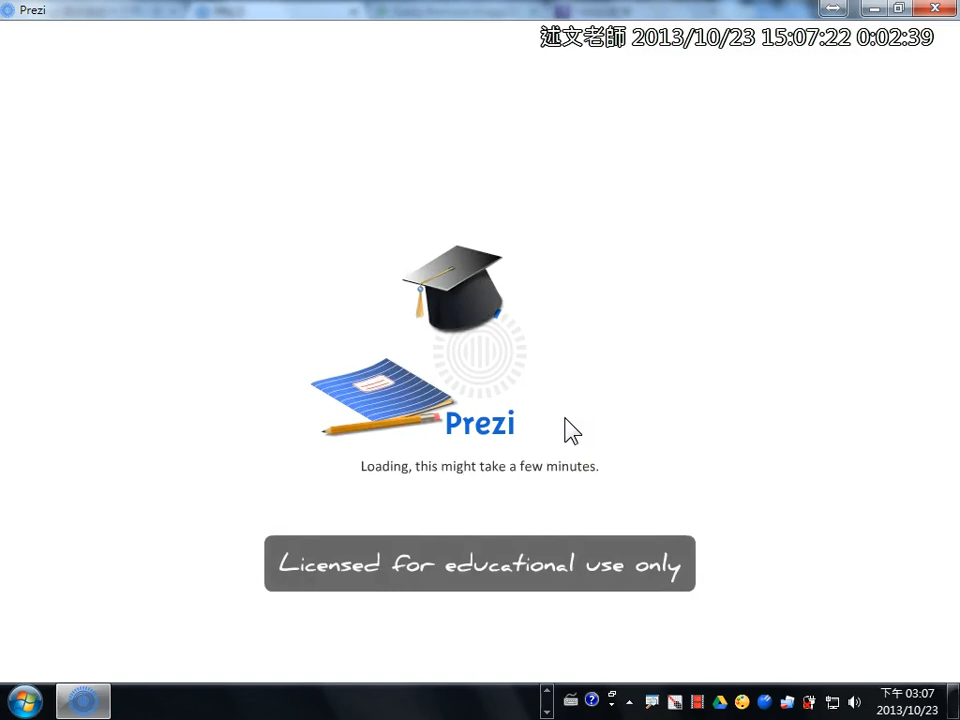 Prezi
述文老師 2013/10/23 15:07:22 0:02:39
Prezi
Loading, this might take a few minutes.
Licensed for educational use only
下午 03:07
2013/10/23